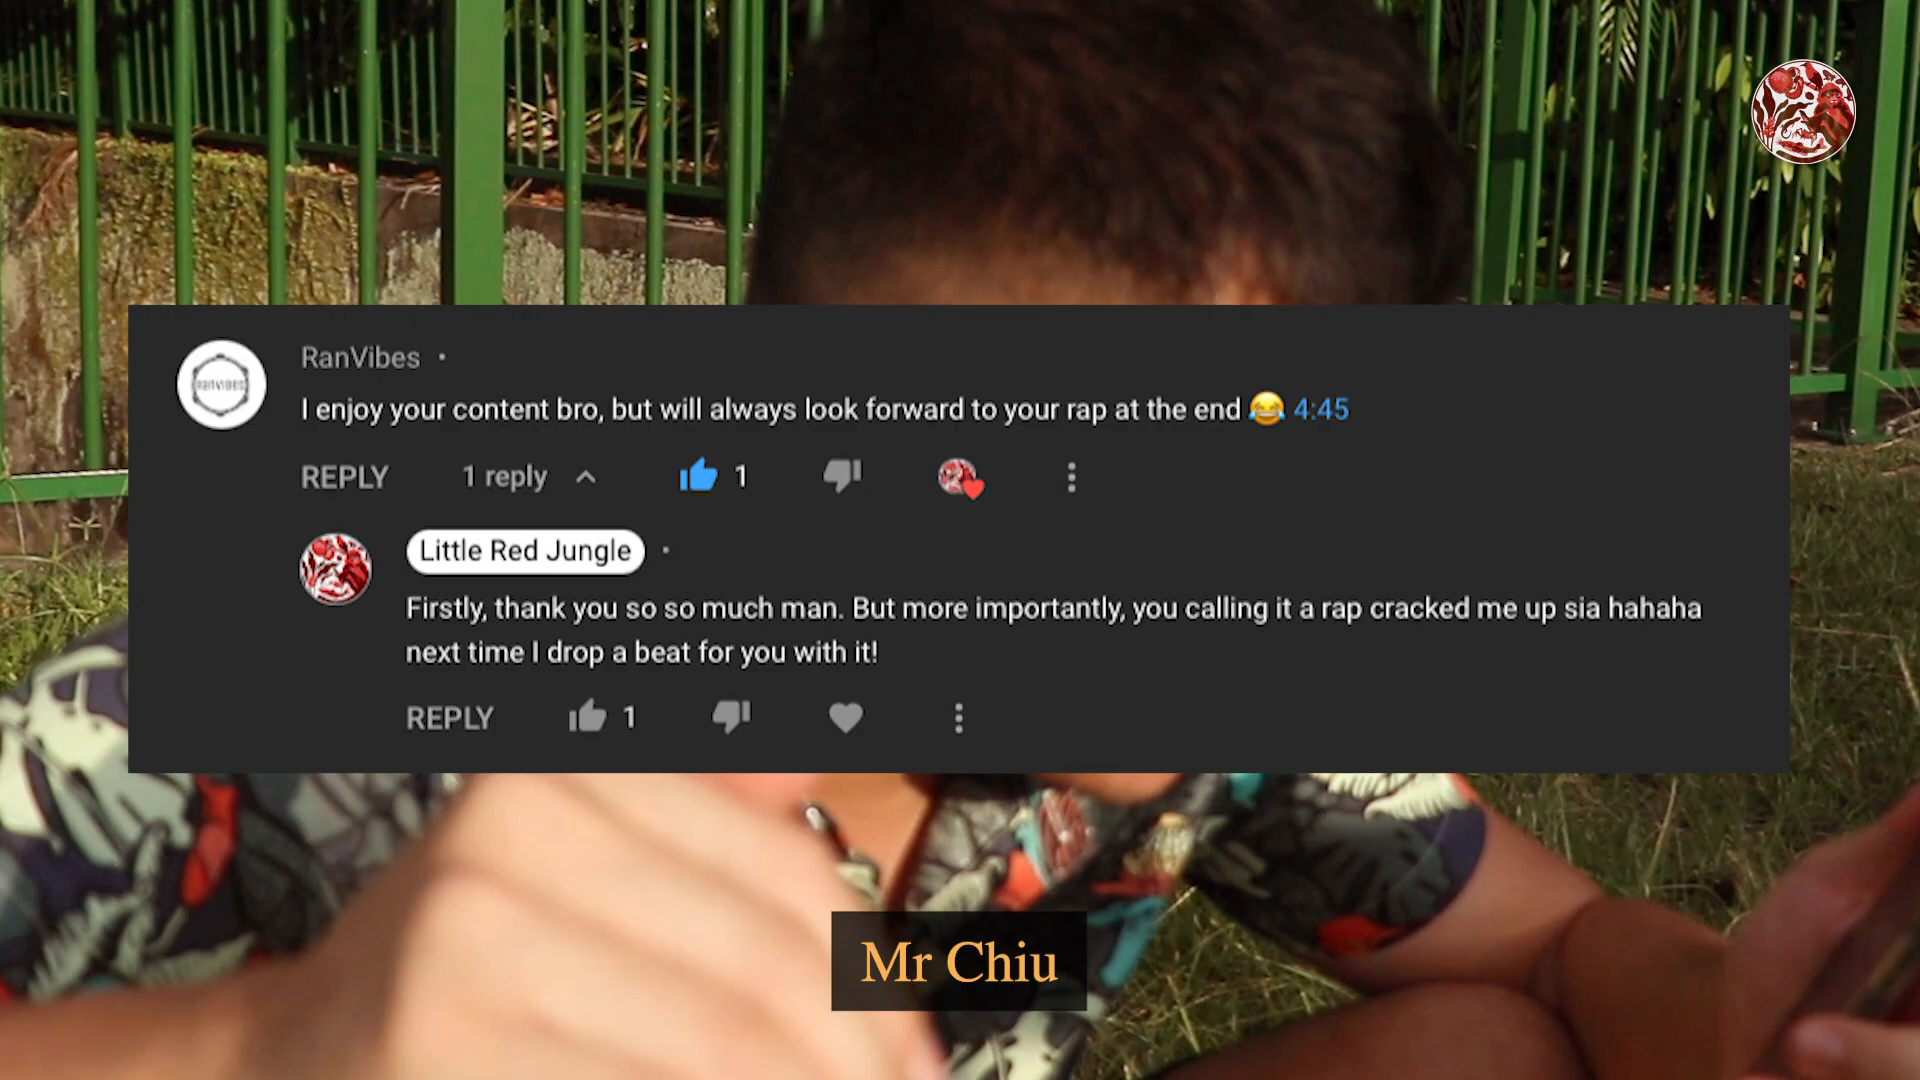 RanVibes •
I enjoy your content bro, but will always look forward to your rap at the end 😂 4:45
REPLY 1 reply 1
RANVIBES
Little Red Jungle •
Firstly, thank you so so much man. But more importantly, you calling it a rap cracked me up sia hahaha
next time I drop a beat for you with it!
REPLY 1
Mr Chiu